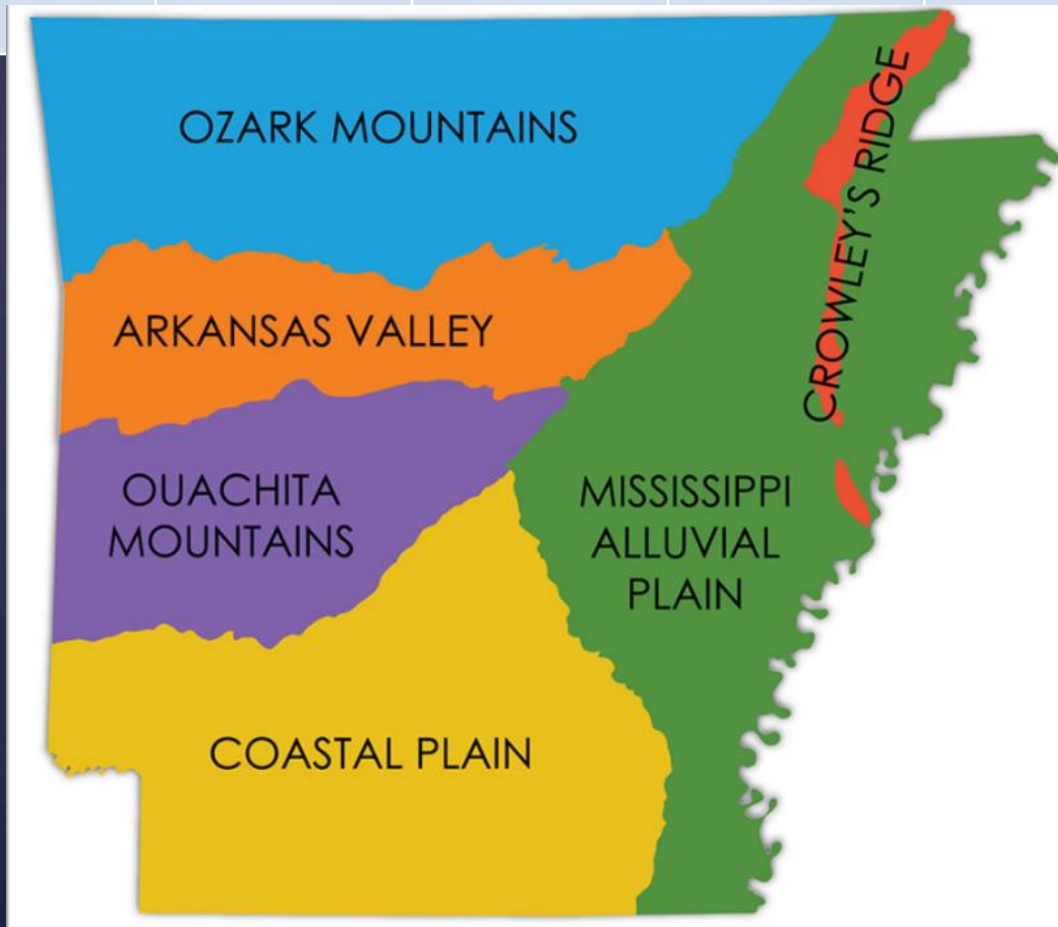 OZARK MOUNTAINS
CROWLEY'S RIDGE
ARKANSAS VALLEY
OUACHITA
MOUNTAINS
MISSISSIPPI
ALLUVIAL
PLAIN
COASTAL PLAIN